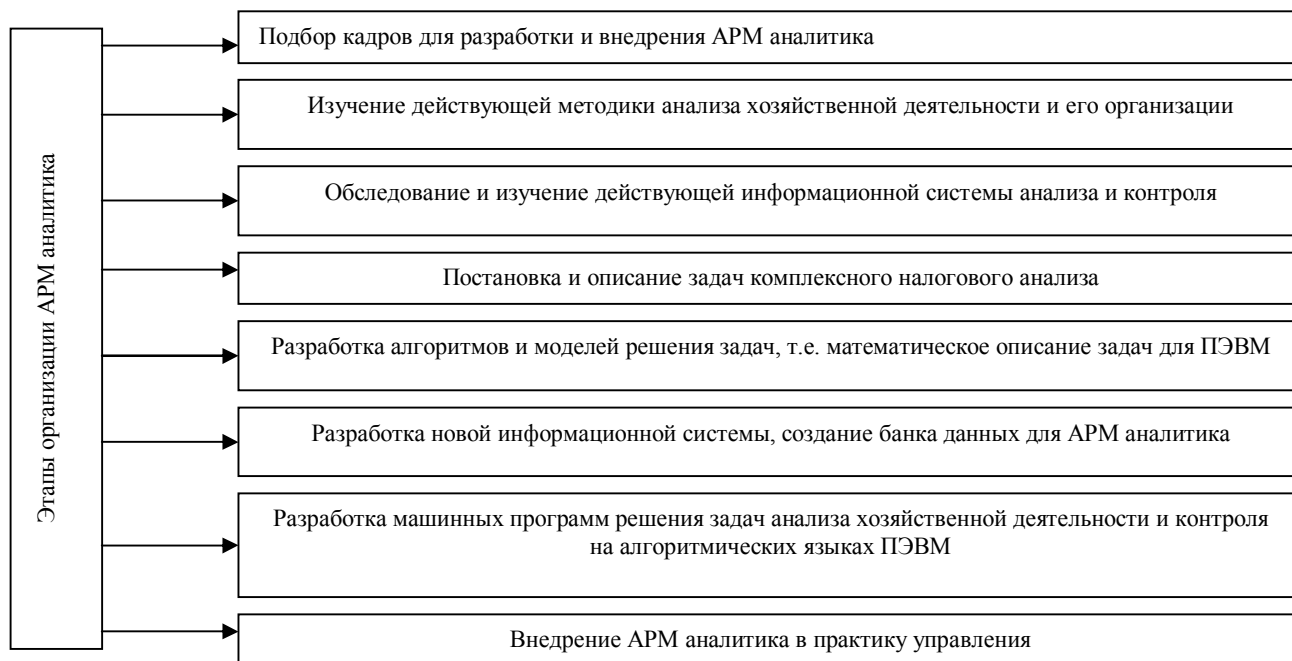 Этапы организации АРМ аналитика
Подбор кадров для разработки и внедрения АРМ аналитика
Изучение действующей методики анализа хозяйственной деятельности и его организации
Обследование и изучение действующей информационной системы анализа и контроля
Постановка и описание задач комплексного налогового анализа
Разработка алгоритмов и моделей решения задач, т.е. математическое описание задач для ПЭВМ
Разработка новой информационной системы, создание банка данных для АРМ аналитика
Разработка машинных программ решения задач анализа хозяйственной деятельности и контроля
на алгоритмических языках ПЭВМ
Внедрение АРМ аналитика в практику управления